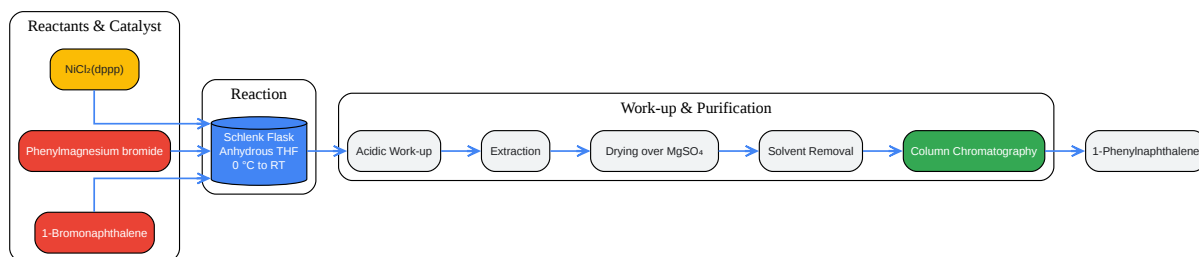 Reactants & Catalyst
NiCl₂(dppp)
Phenylmagnesium bromide
1-Bromonaphthalene
Reaction
Schlenk Flask
Anhydrous THF
0 °C to RT
Work-up & Purification
Acidic Work-up
Extraction
Drying over MgSO₄
Solvent Removal
Column Chromatography
1-Phenylnaphthalene